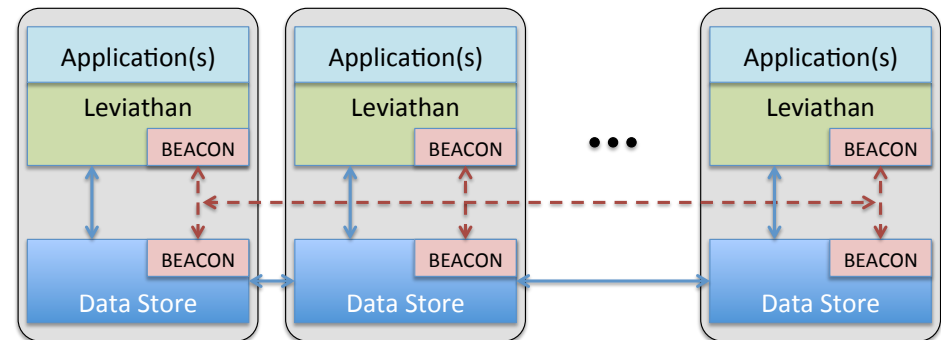 Application(s)
Leviathan
BEACON
BEACON
Data Store
Application(s)
Leviathan
BEACON
BEACON
Data Store
•••
Application(s)
Leviathan
BEACON
BEACON
Data Store